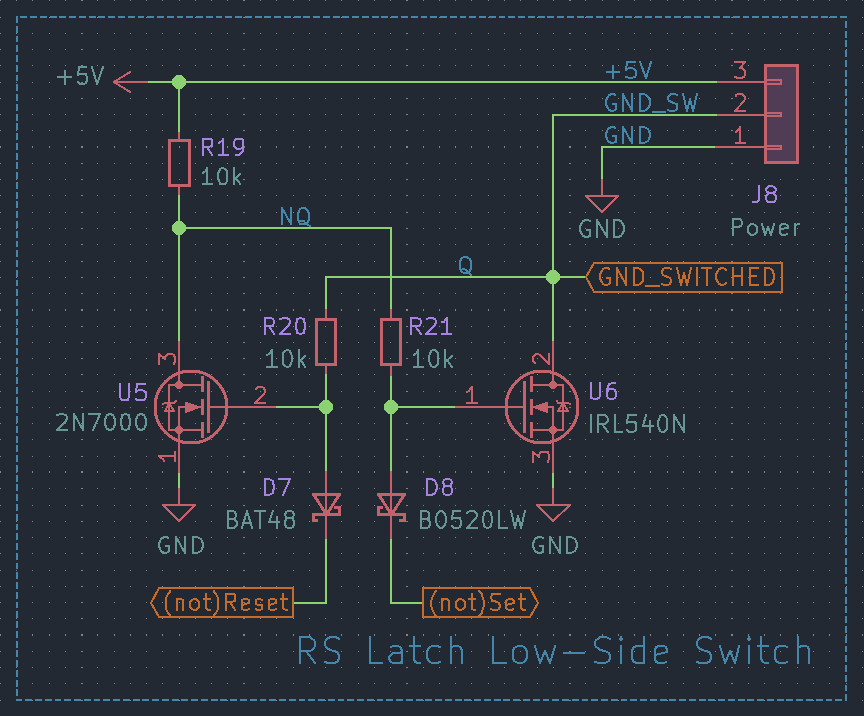 +5V
+5V
3
GND_SW
2
GND
1
R19
10k
J8
Power
NQ
GND
Q
GND_SWITCHED
R20
10k
R21
10k
3
2
U5
2N7000
2
1
U6
IRL540N
1
3
D7
BAT48
D8
B0520LW
GND
GND
(not)Reset
(not)Set
RS Latch Low-Side Switch